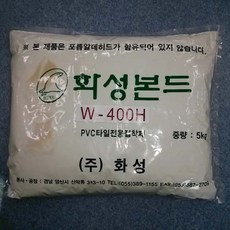 본 제품은 포름알데히드가 함유되어 있지 않습니다.
화성본드
W-400H
PVC타일전용접착제
중량 : 5kg
(주) 화성